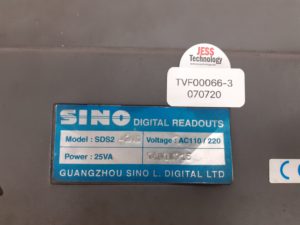 JESS
Technology
TVF00066-3
070720
SINO DIGITAL READOUTS
Model : SDS2 Voltage : AC110 / 220
Power : 25VA
GUANGZHOU SINO L. DIGITAL LTD
CE